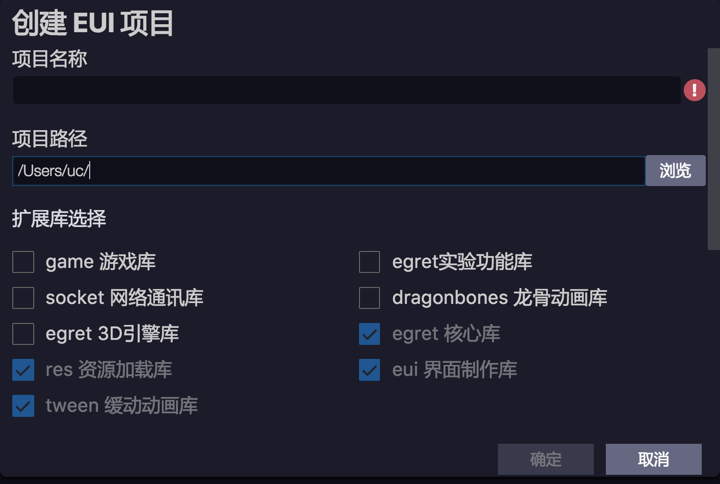 创建 EUI 项目
项目名称
!
项目路径
/Users/uc/
浏览
扩展库选择
game 游戏库
egret实验功能库
socket 网络通讯库
dragonbones 龙骨动画库
egret 3D引擎库
egret 核心库
res 资源加载库
eui 界面制作库
tween 缓动动画库
确定
取消